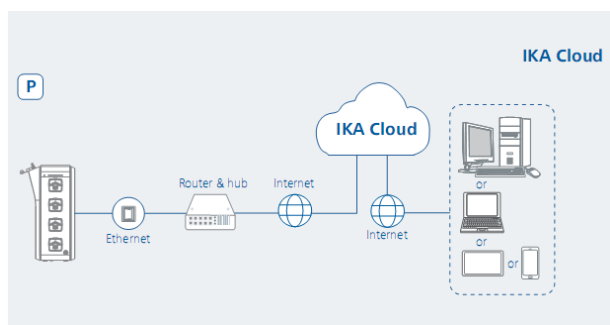 IKA Cloud
P
IKA Cloud
Router & hub
Internet
Ethernet
Internet
or
or
or